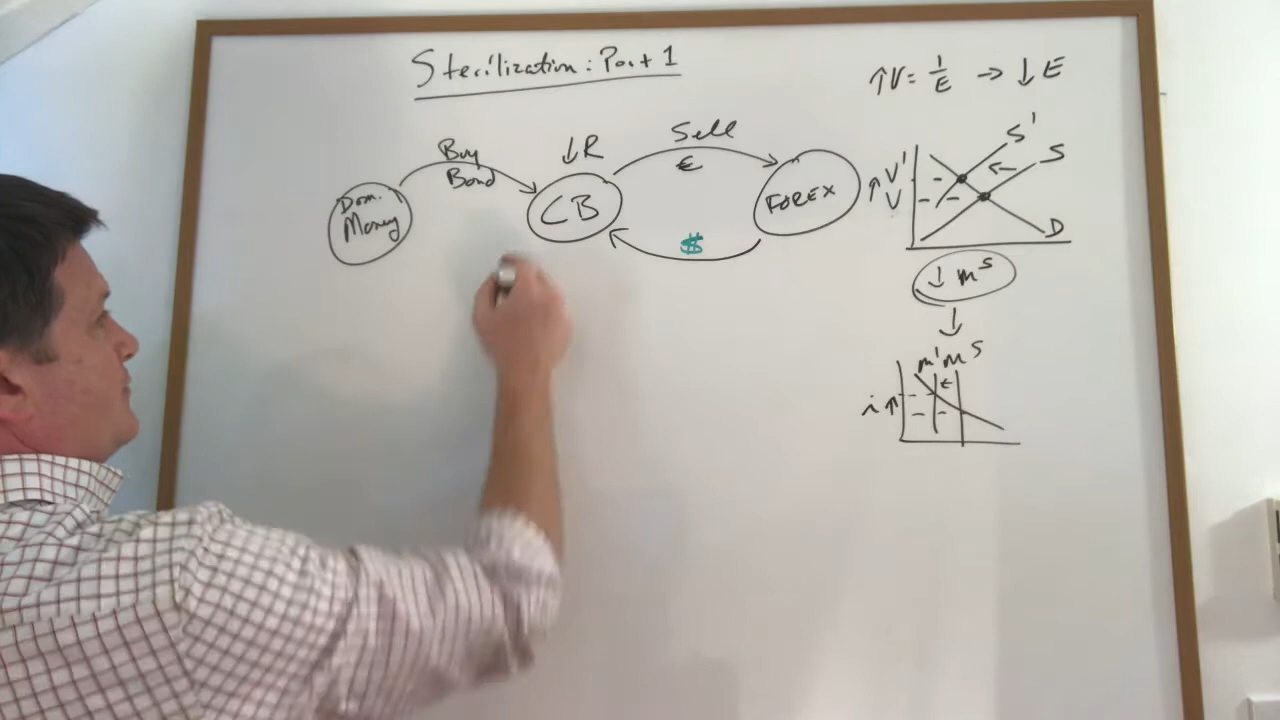 Sterilization: Part 1
↑V = 1/E → ↓E
Buy
Bond
↓R
Sell
€
Dom.
Money
CB
FOREX
$
S'
S
↑
V'
V
←
D
↓ mˢ
↓
m' mˢ
←
i ↑